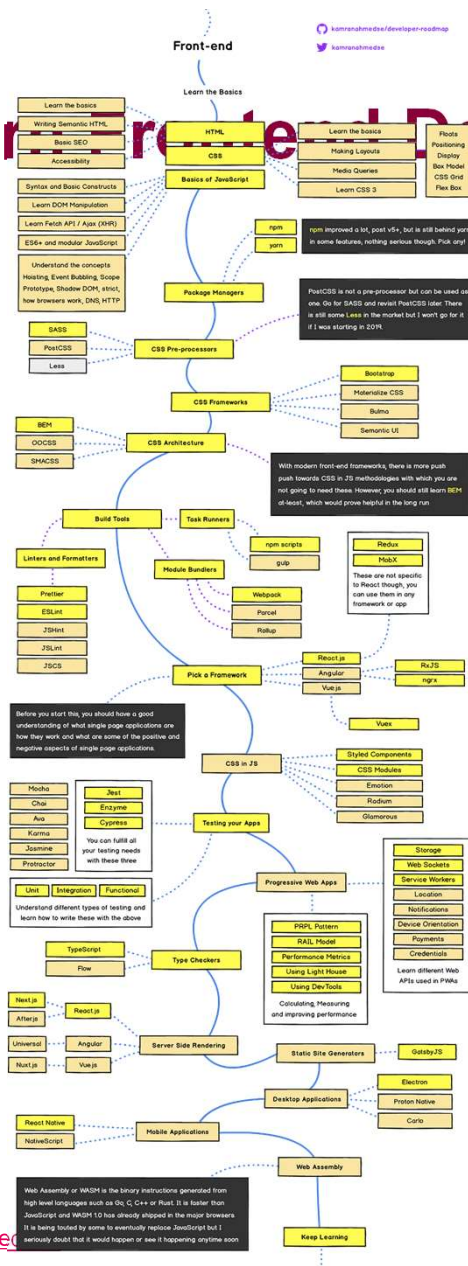 Front-end
kamranahmedse/developer-roadmap
kamranahmedse
Learn the Basics
HTML
CSS
Basics of JavaScript
Learn the basics
Writing Semantic HTML
Basic SEO
Accessibility
Learn the basics
Making Layouts
Media Queries
Learn CSS 3
Floats
Positioning
Display
Box Model
CSS Grid
Flex Box
Syntax and Basic Constructs
Learn DOM Manipulation
Learn Fetch API / Ajax (XHR)
ES6+ and modular JavaScript
Understand the concepts
Hoisting, Event Bubbling, Scope
Prototype, Shadow DOM, strict,
how browsers work, DNS, HTTP
npm
yarn
npm improved a lot, post v5+, but is still behind yarn
in some features, nothing serious though. Pick any!
Package Managers
PostCSS is not a pre-processor but can be used as
one. Go for SASS and revisit PostCSS later. There
is still some Less in the market but I won't go for it
if I was starting in 2019.
SASS
PostCSS
Less
CSS Pre-processors
CSS Frameworks
Bootstrap
Materialize CSS
Bulma
Semantic UI
BEM
OOCSS
SMACSS
CSS Architecture
With modern front-end frameworks, there is more push
push towards CSS in JS methodologies with which you are
not going to need these. However, you should still learn BEM
at-least, which would prove helpful in the long run
Build Tools
Task Runners
npm scripts
gulp
Linters and Formatters
Prettier
ESLint
JSHint
JSLint
JSCS
Module Bundlers
Webpack
Parcel
Rollup
Redux
MobX
These are not specific
to React though, you
can use them in any
framework or app
Pick a Framework
React.js
Angular
Vue.js
RxJS
ngrx
Vuex
Before you start this, you should have a good
understanding of what single page applications are
how they work and what are some of the positive and
negative aspects of single page applications.
CSS in JS
Styled Components
CSS Modules
Emotion
Radium
Glamorous
Mocha
Chai
Ava
Karma
Jasmine
Protractor
Jest
Enzyme
Cypress
You can fulfill all
your testing needs
with these three
Testing your Apps
Unit
Integration
Functional
Understand different types of testing and
learn how to write these with the above
Progressive Web Apps
Storage
Web Sockets
Service Workers
Location
Notifications
Device Orientation
Payments
Credentials
Learn different Web
APIs used in PWAs
PRPL Pattern
RAIL Model
Performance Metrics
Using Light House
Using DevTools
Calculating, Measuring
and improving performance
TypeScript
Flow
Type Checkers
Next.js
After.js
React.js
Universal
Angular
Nuxt.js
Vue.js
Server Side Rendering
Static Site Generators
GatsbyJS
Desktop Applications
Electron
Proton Native
Carlo
React Native
NativeScript
Mobile Applications
Web Assembly
Web Assembly or WASM is the binary instructions generated from
high level languages such as Go, C, C++ or Rust. It is faster than
JavaScript and WASM 1.0 has already shipped in the major browsers.
It is being touted by some to eventually replace JavaScript but I
seriously doubt that it would happen or see it happening anytime soon
Keep Learning